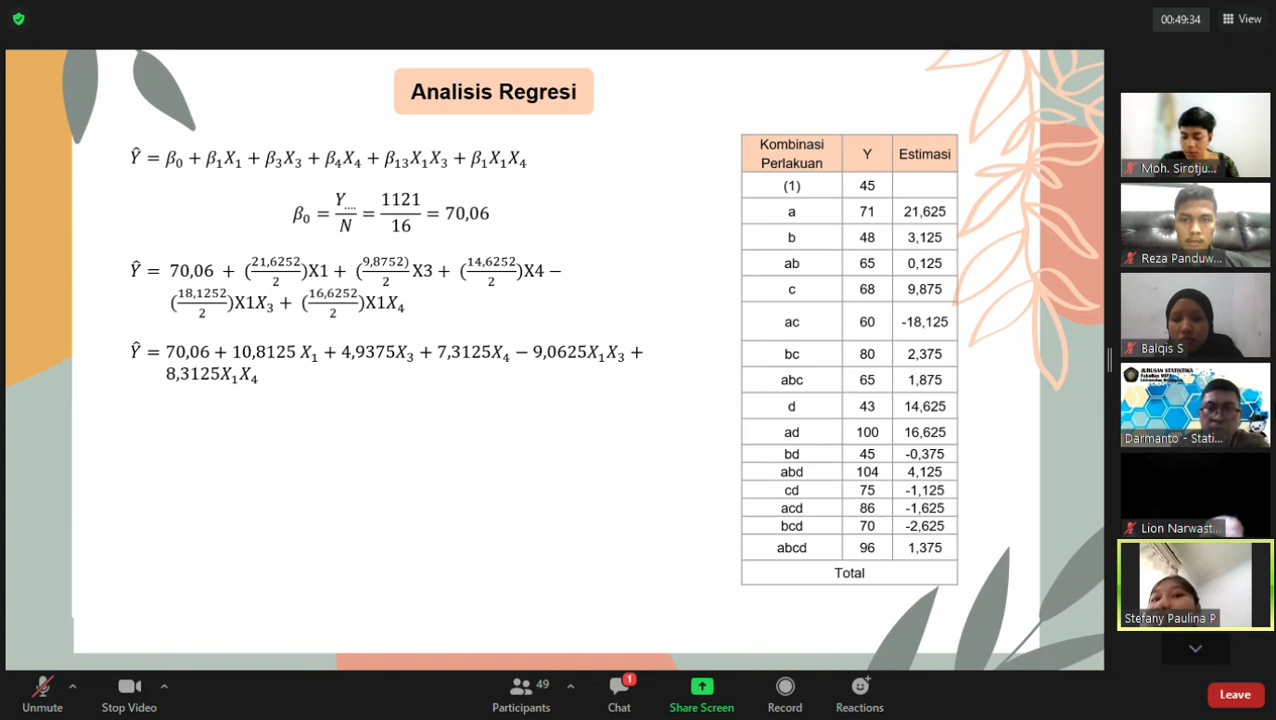 00:49:34 View
Analisis Regresi
Ŷ = β₀ + β₁X₁ + β₃X₃ + β₄X₄ + β₁₃X₁X₃ + β₁X₁X₄
β₀ = Y..../N = 1121/16 = 70,06
Ŷ = 70,06 + (21,6252/2)X1 + (9,8752)/2 X3 + (14,6252/2)X4 −
(18,1252/2)X1X₃ + (16,6252/2)X1X₄
Ŷ = 70,06 + 10,8125 X₁ + 4,9375X₃ + 7,3125X₄ − 9,0625X₁X₃ +
8,3125X₁X₄
Kombinasi Perlakuan Y Estimasi
(1) 45
a 71 21,625
b 48 3,125
ab 65 0,125
c 68 9,875
ac 60 -18,125
bc 80 2,375
abc 65 1,875
d 43 14,625
ad 100 16,625
bd 45 -0,375
abd 104 4,125
cd 75 -1,125
acd 86 -1,625
bcd 70 -2,625
abcd 96 1,375
Total
Moh. Sirotju...
Reza Panduw...
Balqis S
JURUSAN STATISTIKA
Darmanto - Stati...
Lion Narwast...
Stefany Paulina P
Unmute
Stop Video
49
Participants
1
Chat
Share Screen
Record
Reactions
Leave